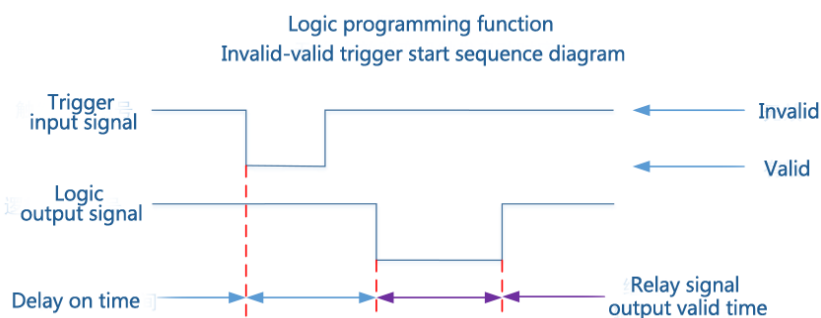 Logic programming function
Invalid-valid trigger start sequence diagram
Trigger
input signal
Invalid
Valid
Logic
output signal
Delay on time
Relay signal
output valid time